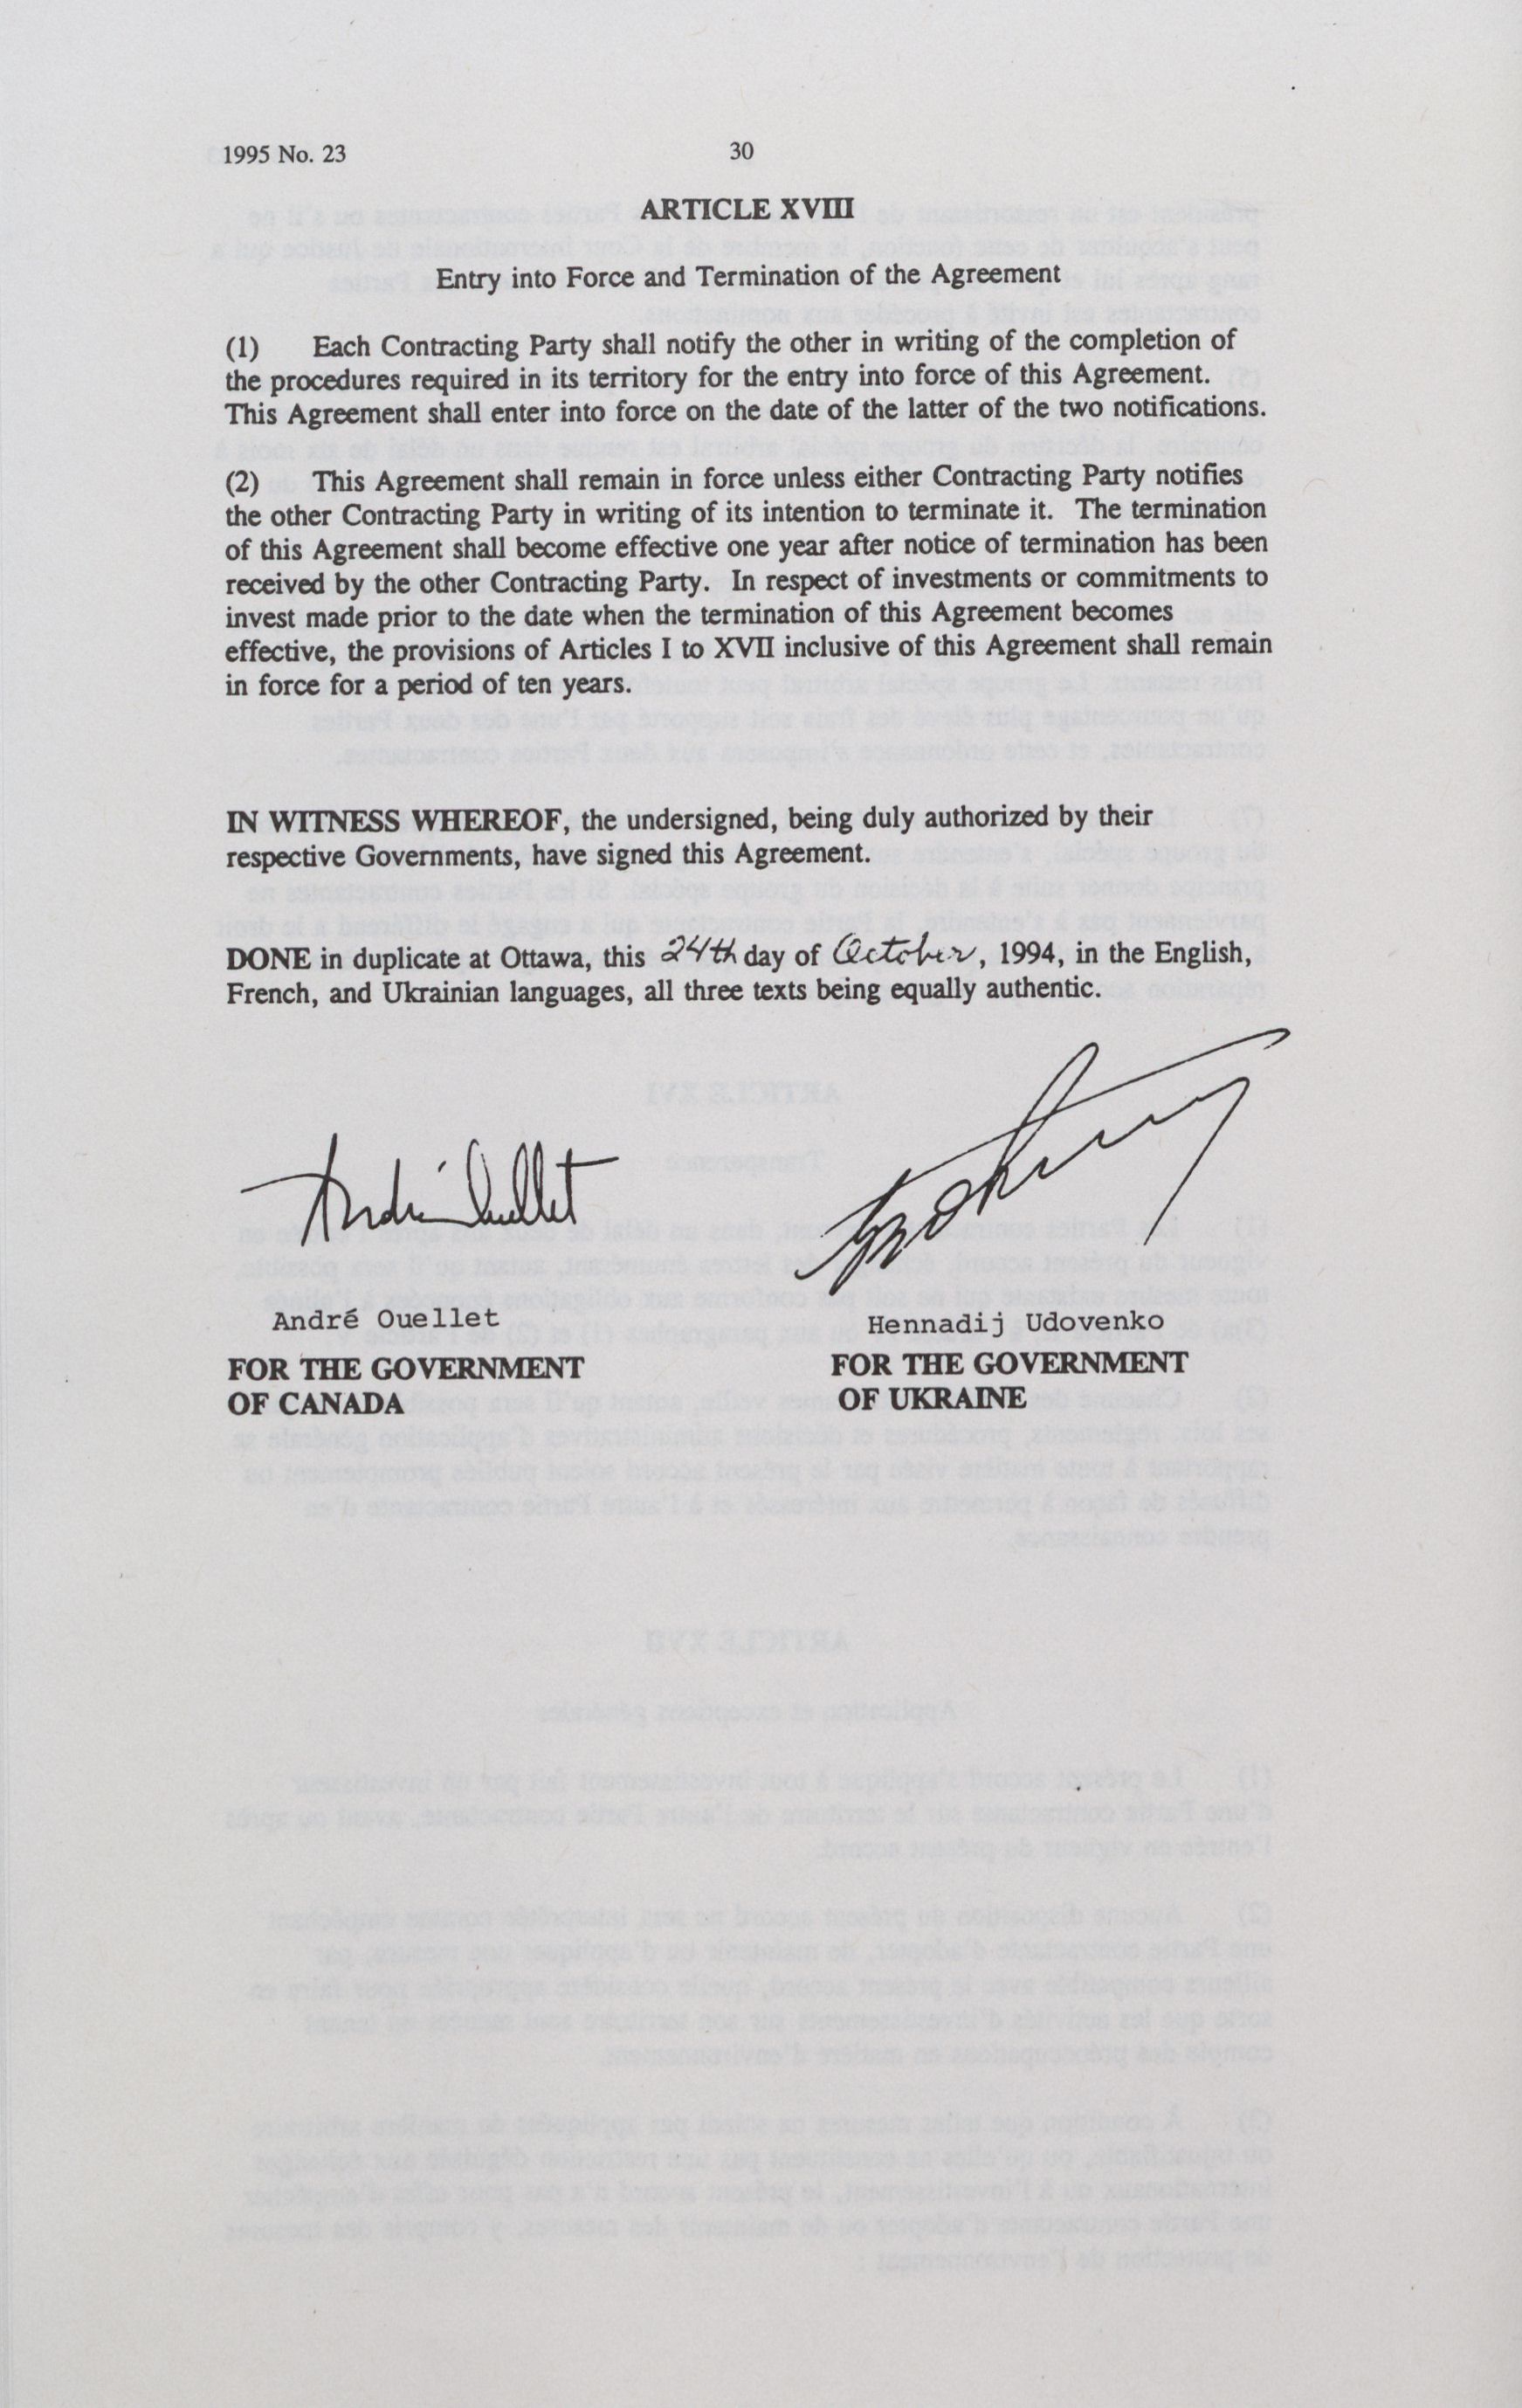 1995 No. 23
30
ARTICLE XVIII
Entry into Force and Termination of the Agreement
(1) Each Contracting Party shall notify the other in writing of the completion of
the procedures required in its territory for the entry into force of this Agreement.
This Agreement shall enter into force on the date of the latter of the two notifications.
(2) This Agreement shall remain in force unless either Contracting Party notifies
the other Contracting Party in writing of its intention to terminate it. The termination
of this Agreement shall become effective one year after notice of termination has been
received by the other Contracting Party. In respect of investments or commitments to
invest made prior to the date when the termination of this Agreement becomes
effective, the provisions of Articles I to XVII inclusive of this Agreement shall remain
in force for a period of ten years.
IN WITNESS WHEREOF, the undersigned, being duly authorized by their
respective Governments, have signed this Agreement.
DONE in duplicate at Ottawa, this 24th day of October, 1994, in the English,
French, and Ukrainian languages, all three texts being equally authentic.
André Ouellet
André Ouellet
FOR THE GOVERNMENT
OF CANADA
Hennadij Udovenko
FOR THE GOVERNMENT
OF UKRAINE